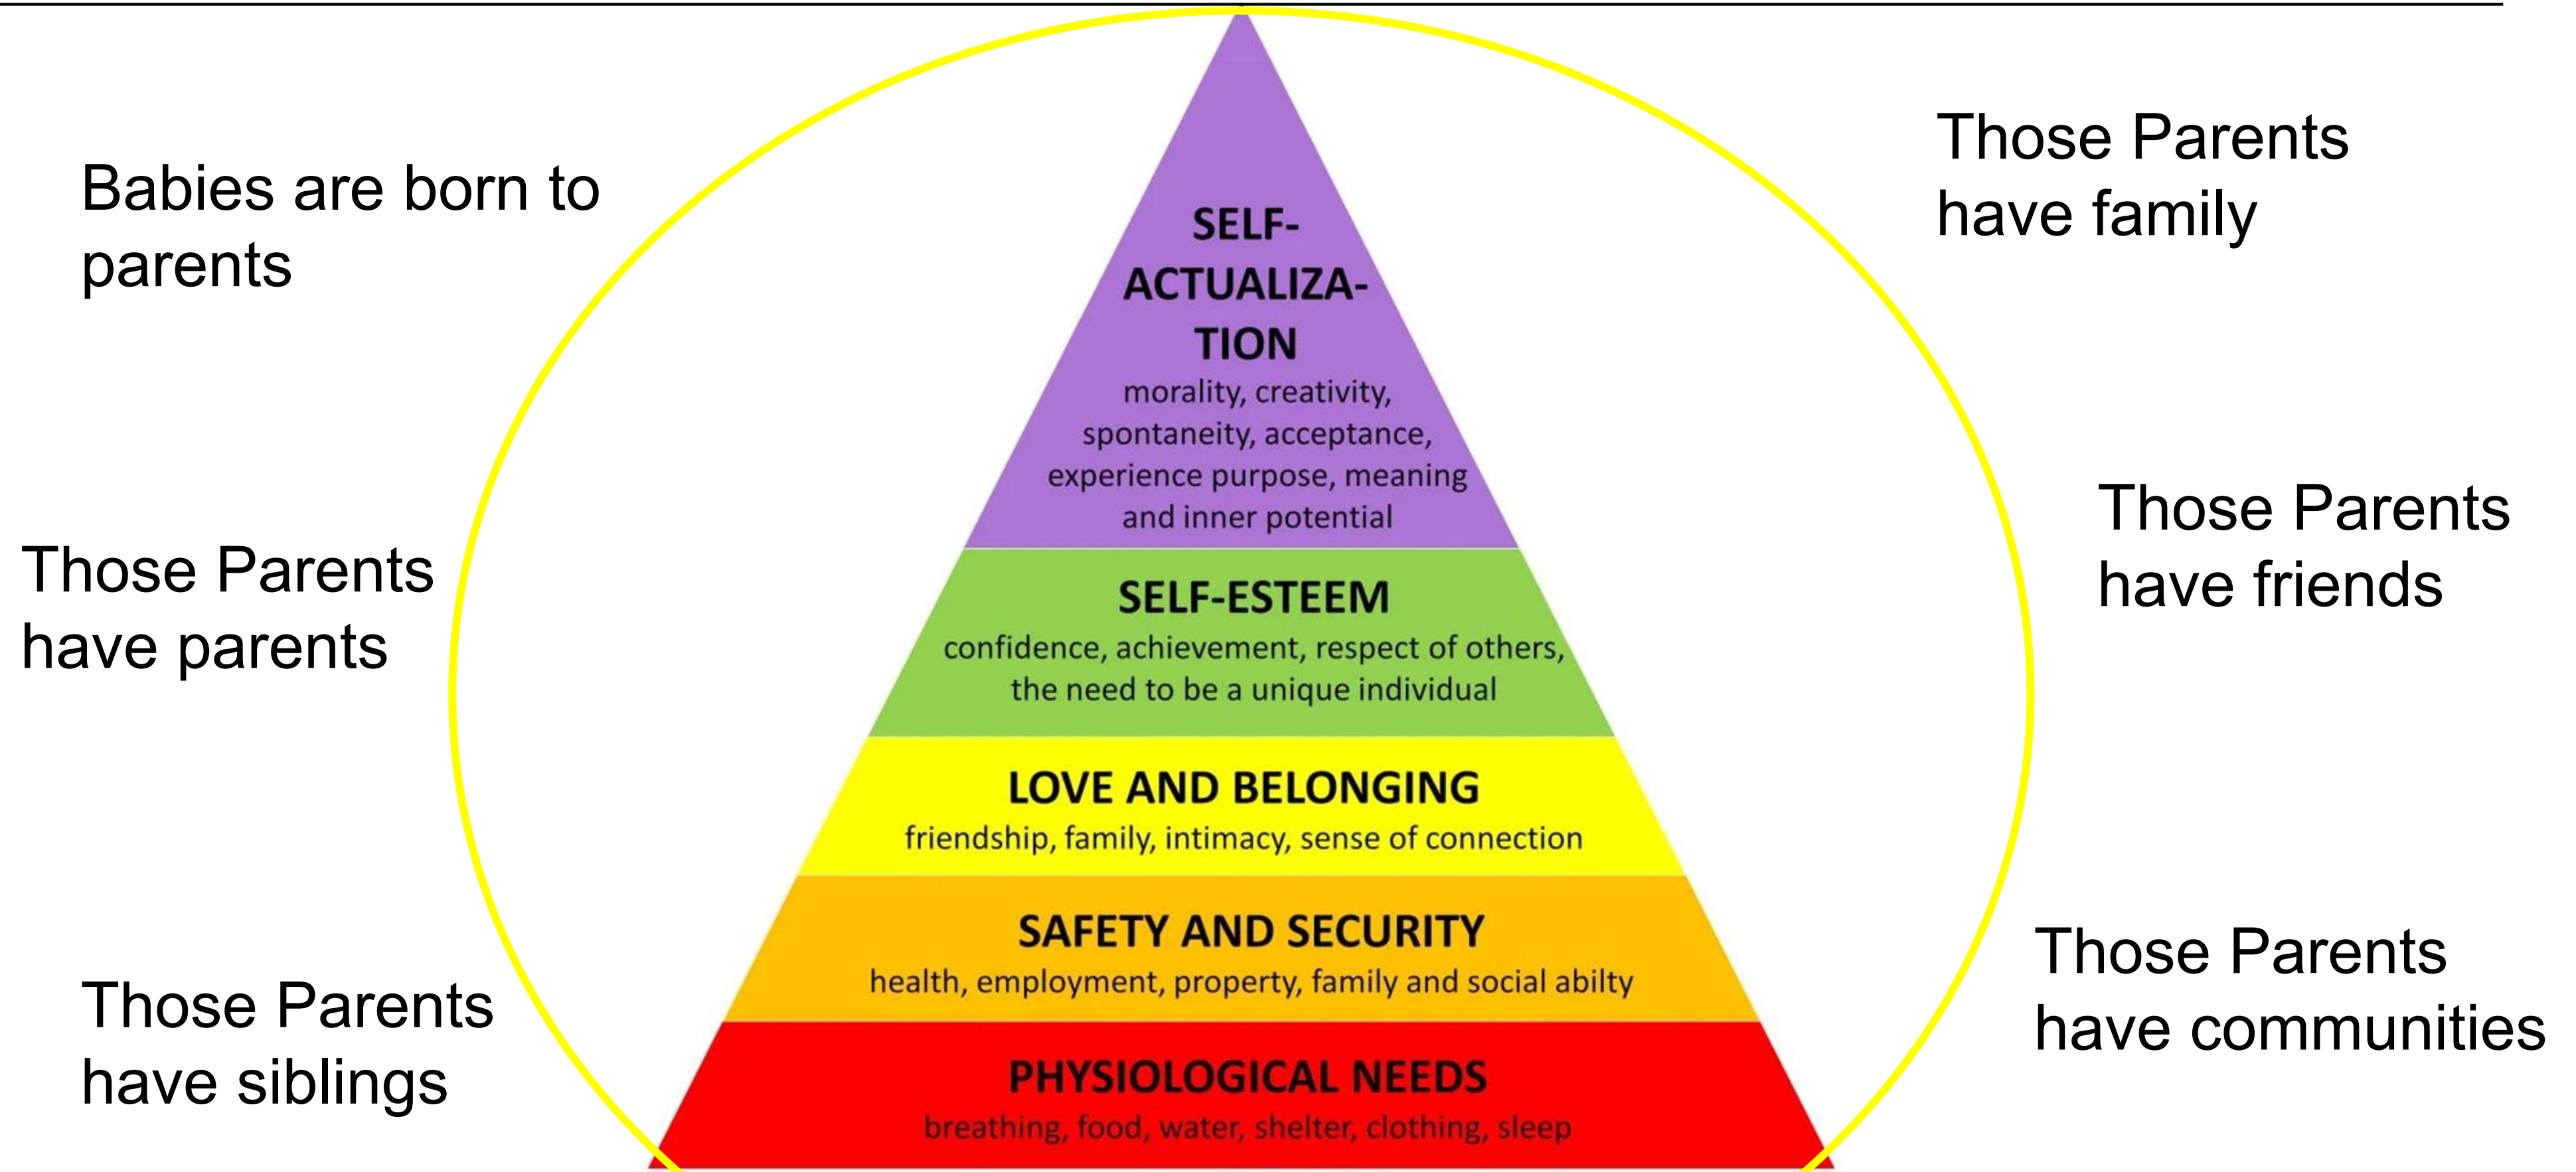 Babies are born to
parents
Those Parents
have parents
Those Parents
have siblings
SELF-
ACTUALIZA-
TION
morality, creativity,
spontaneity, acceptance,
experience purpose, meaning
and inner potential
SELF-ESTEEM
confidence, achievement, respect of others,
the need to be a unique individual
LOVE AND BELONGING
friendship, family, intimacy, sense of connection
SAFETY AND SECURITY
health, employment, property, family and social abilty
PHYSIOLOGICAL NEEDS
breathing, food, water, shelter, clothing, sleep
Those Parents
have family
Those Parents
have friends
Those Parents
have communities